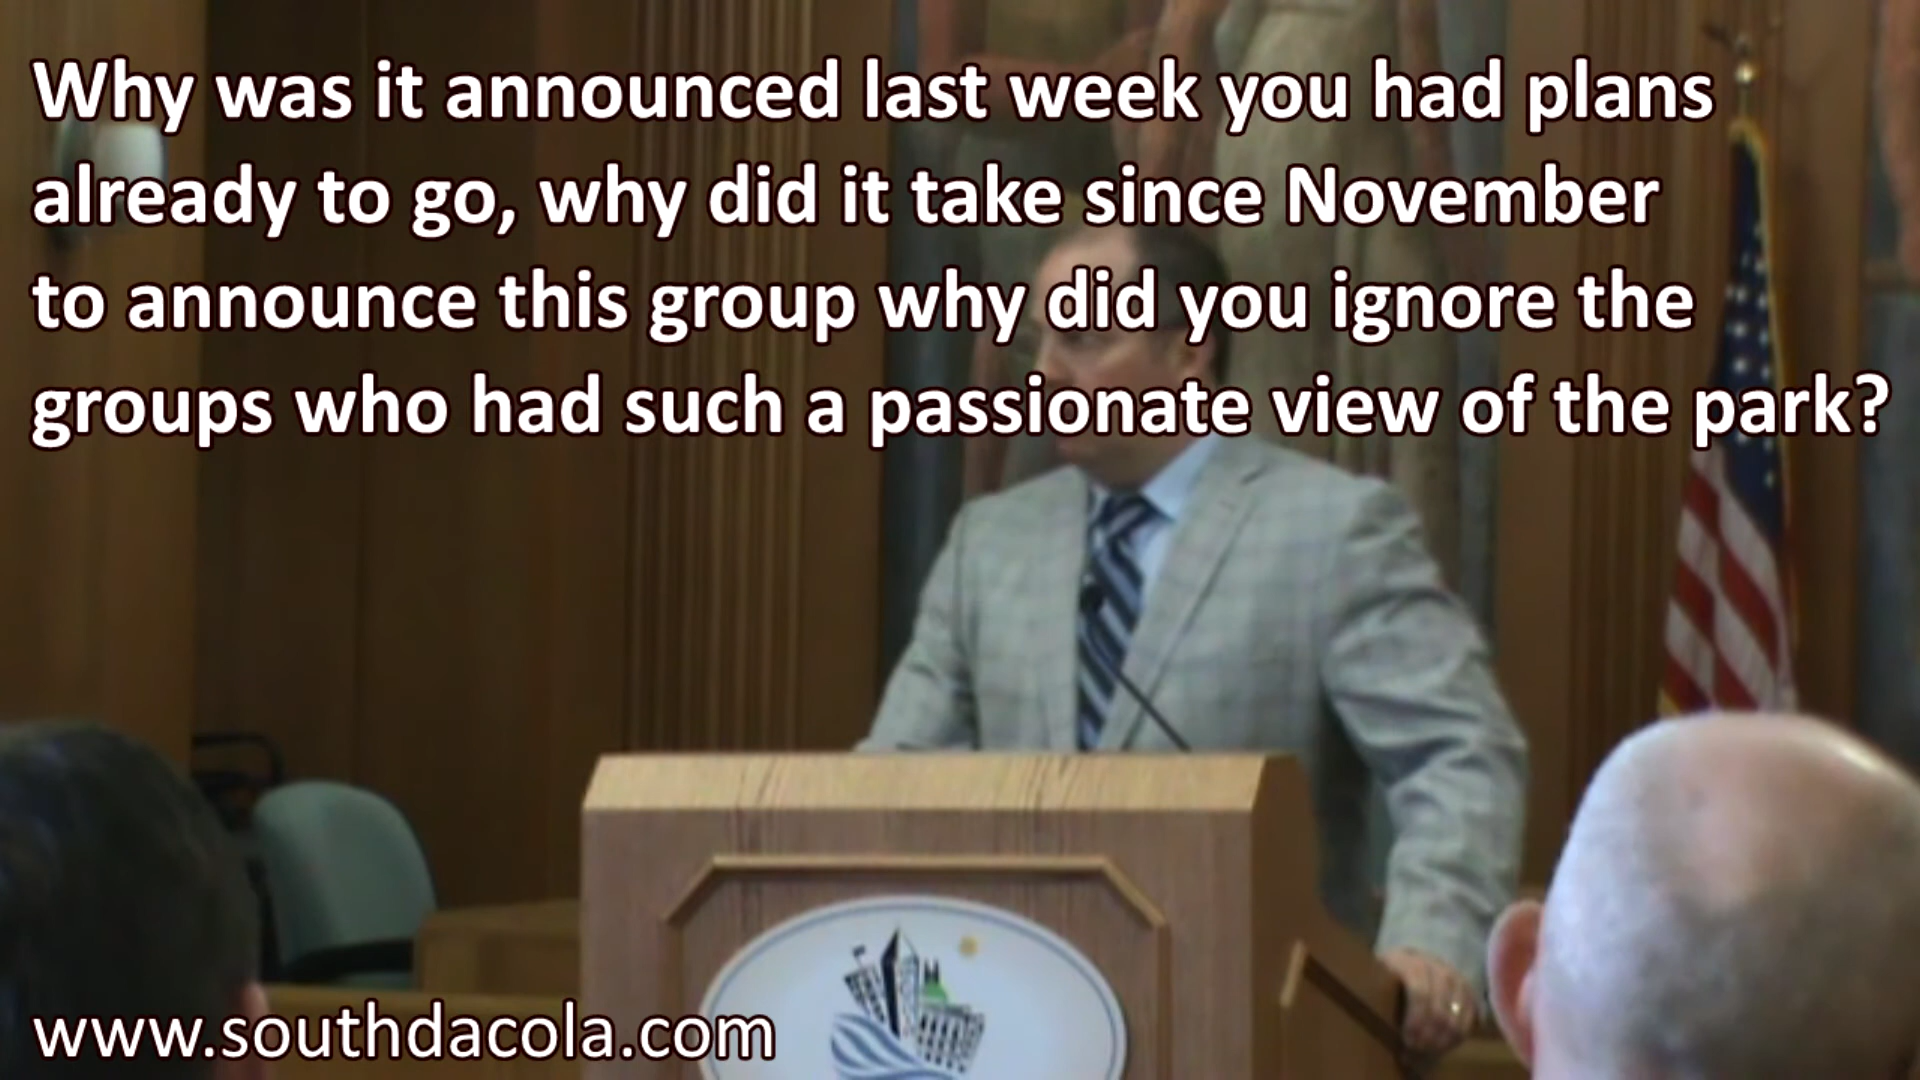 Why was it announced last week you had plans
already to go, why did it take since November
to announce this group why did you ignore the
groups who had such a passionate view of the park?
www.southdacola.com